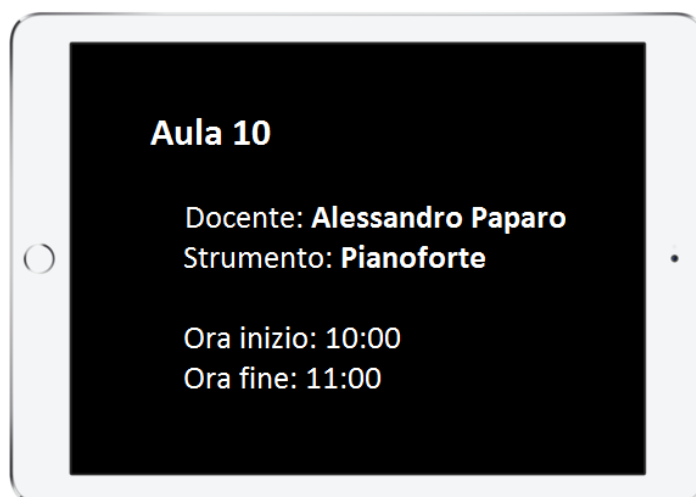 Aula 10
Docente: Alessandro Paparo
Strumento: Pianoforte
Ora inizio: 10:00
Ora fine: 11:00